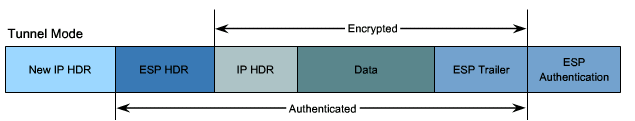 Encrypted
Tunnel Mode
New IP HDR
ESP HDR
IP HDR
Data
ESP Trailer
ESP
Authentication
Authenticated